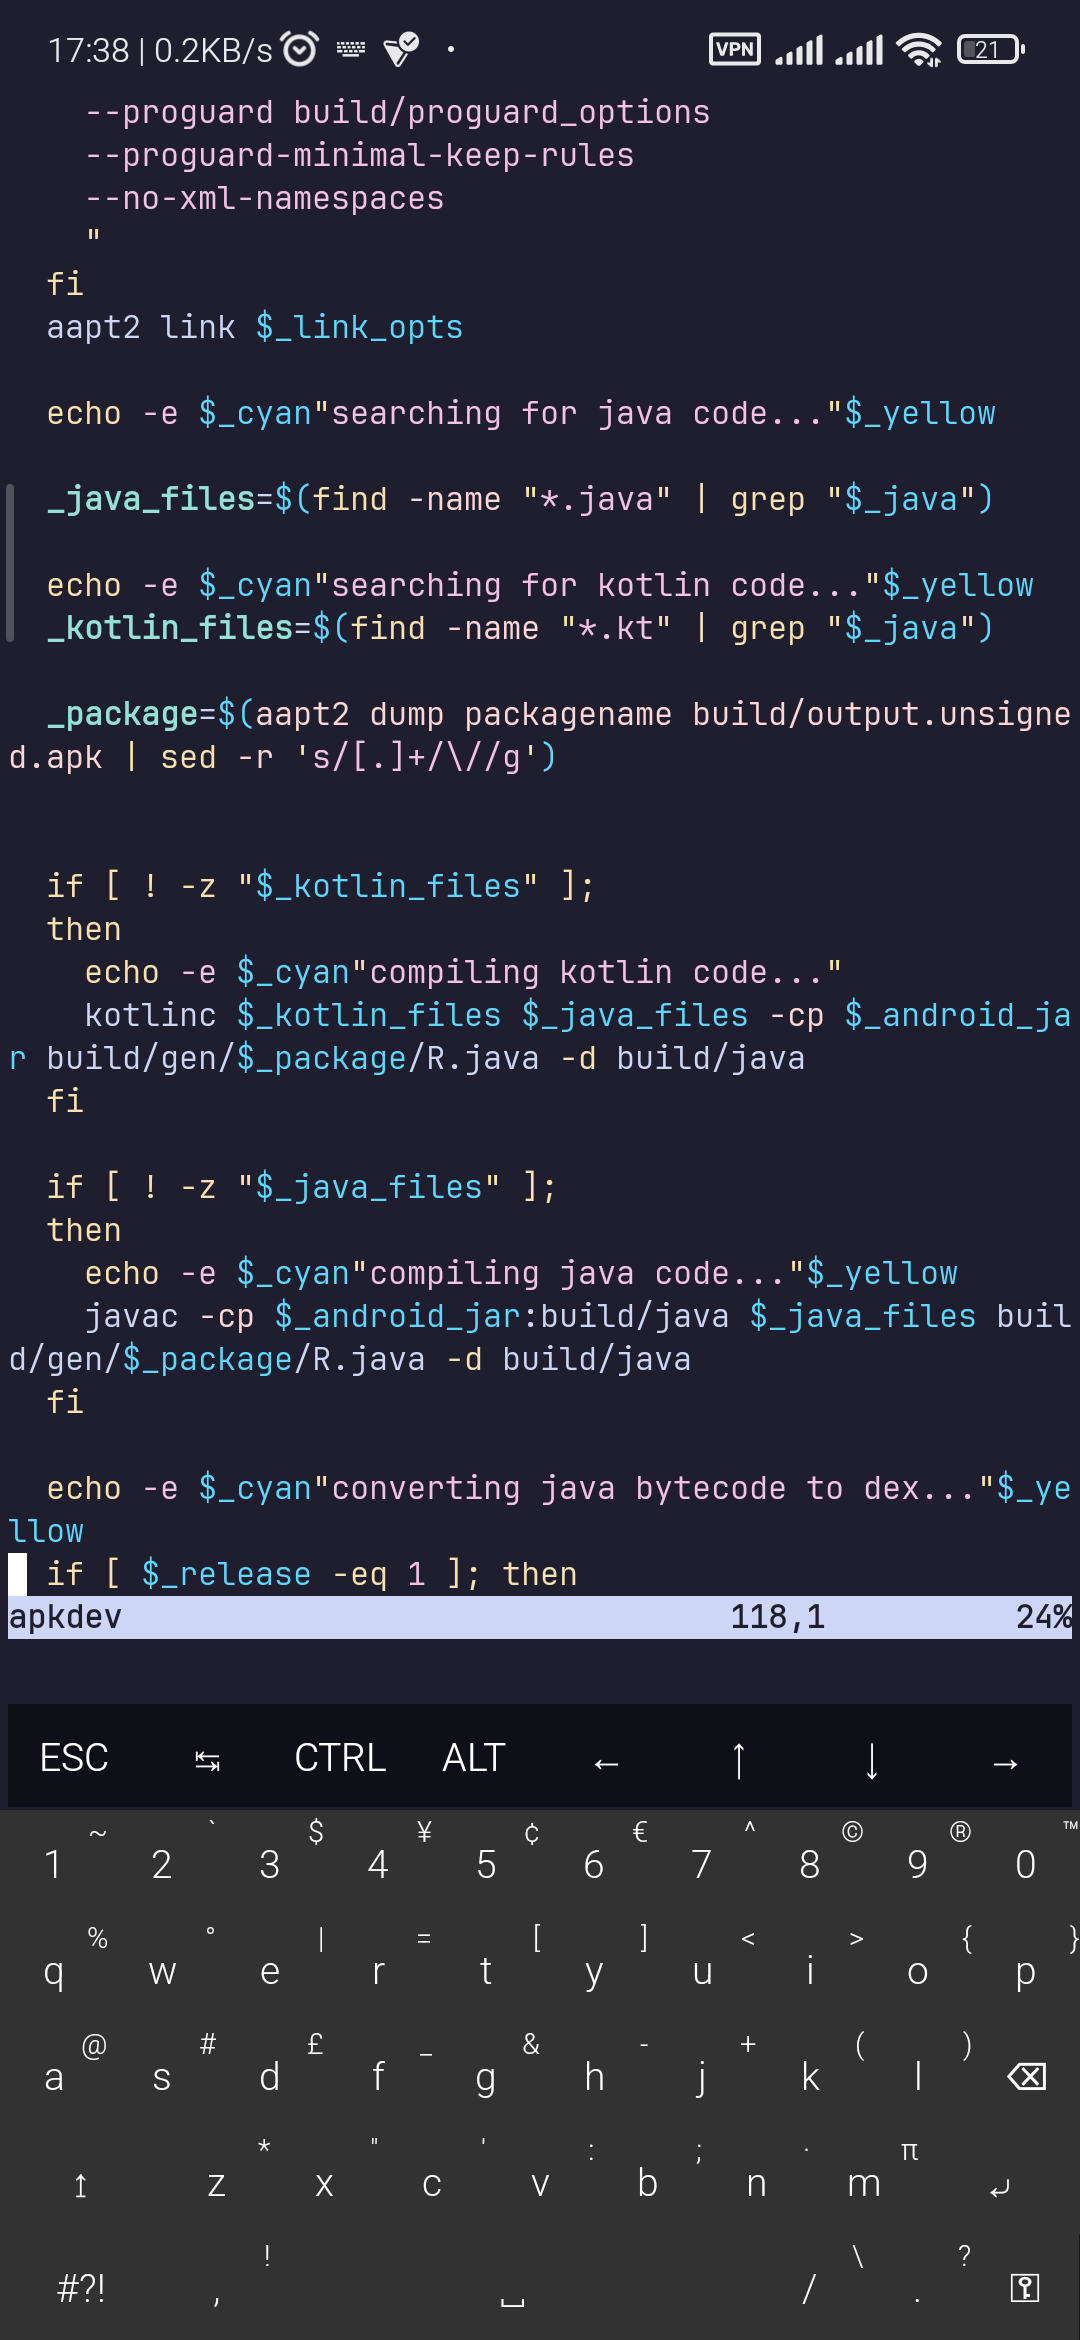 17:38 | 0.2KB/s VPN 21
--proguard build/proguard_options
--proguard-minimal-keep-rules
--no-xml-namespaces
"
fi
aapt2 link $_link_opts
echo -e $_cyan"searching for java code..."$_yellow
_java_files=$(find -name "*.java" | grep "$_java")
echo -e $_cyan"searching for kotlin code..."$_yellow
_kotlin_files=$(find -name "*.kt" | grep "$_java")
_package=$(aapt2 dump packagename build/output.unsigne
d.apk | sed -r 's/[.]+/\//g')
if [ ! -z "$_kotlin_files" ];
then
echo -e $_cyan"compiling kotlin code..."
kotlinc $_kotlin_files $_java_files -cp $_android_ja
r build/gen/$_package/R.java -d build/java
fi
if [ ! -z "$_java_files" ];
then
echo -e $_cyan"compiling java code..."$_yellow
javac -cp $_android_jar:build/java $_java_files buil
d/gen/$_package/R.java -d build/java
fi
echo -e $_cyan"converting java bytecode to dex..."$_ye
llow
if [ $_release -eq 1 ]; then
apkdev 118,1 24%
ESC ↹ CTRL ALT ← ↑ ↓ →
~ ` $ ¥ ¢ € ^ © ® ™
1 2 3 4 5 6 7 8 9 0
% ° | = [ ] < > { }
q w e r t y u i o p
@ # £ _ & - + ( )
a s d f g h j k l
* " ' : ; · π
z x c v b n m
! \ ?
#?! , / .